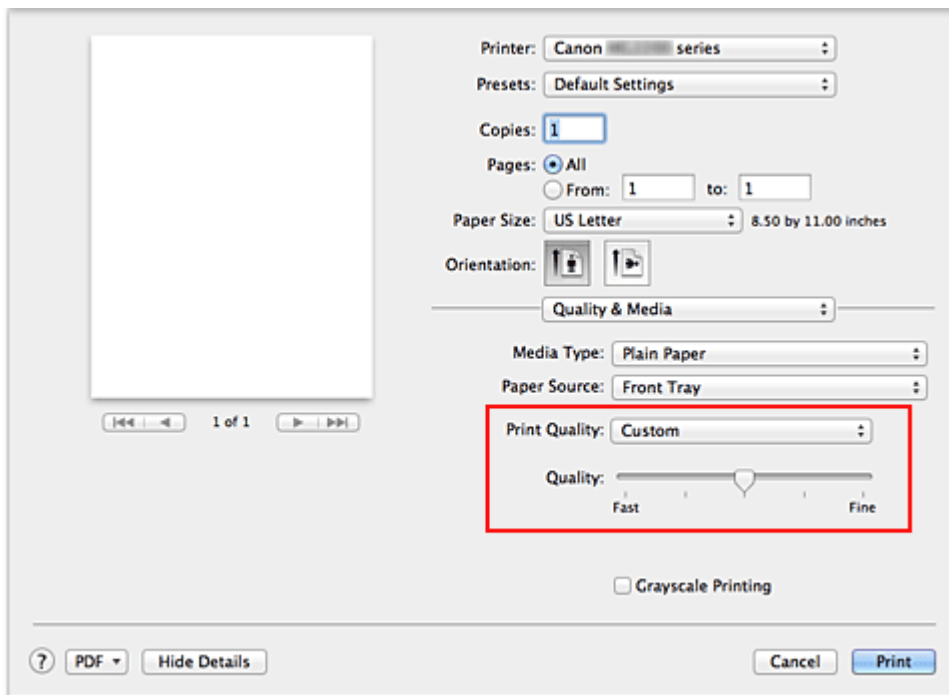 Printer: Canon series
Presets: Default Settings
Copies: 1
Pages: All
From: 1 to: 1
Paper Size: US Letter 8.50 by 11.00 inches
Orientation:
Quality & Media
Media Type: Plain Paper
Paper Source: Front Tray
1 of 1
Print Quality: Custom
Quality:
Fast Fine
Grayscale Printing
? PDF Hide Details Cancel Print